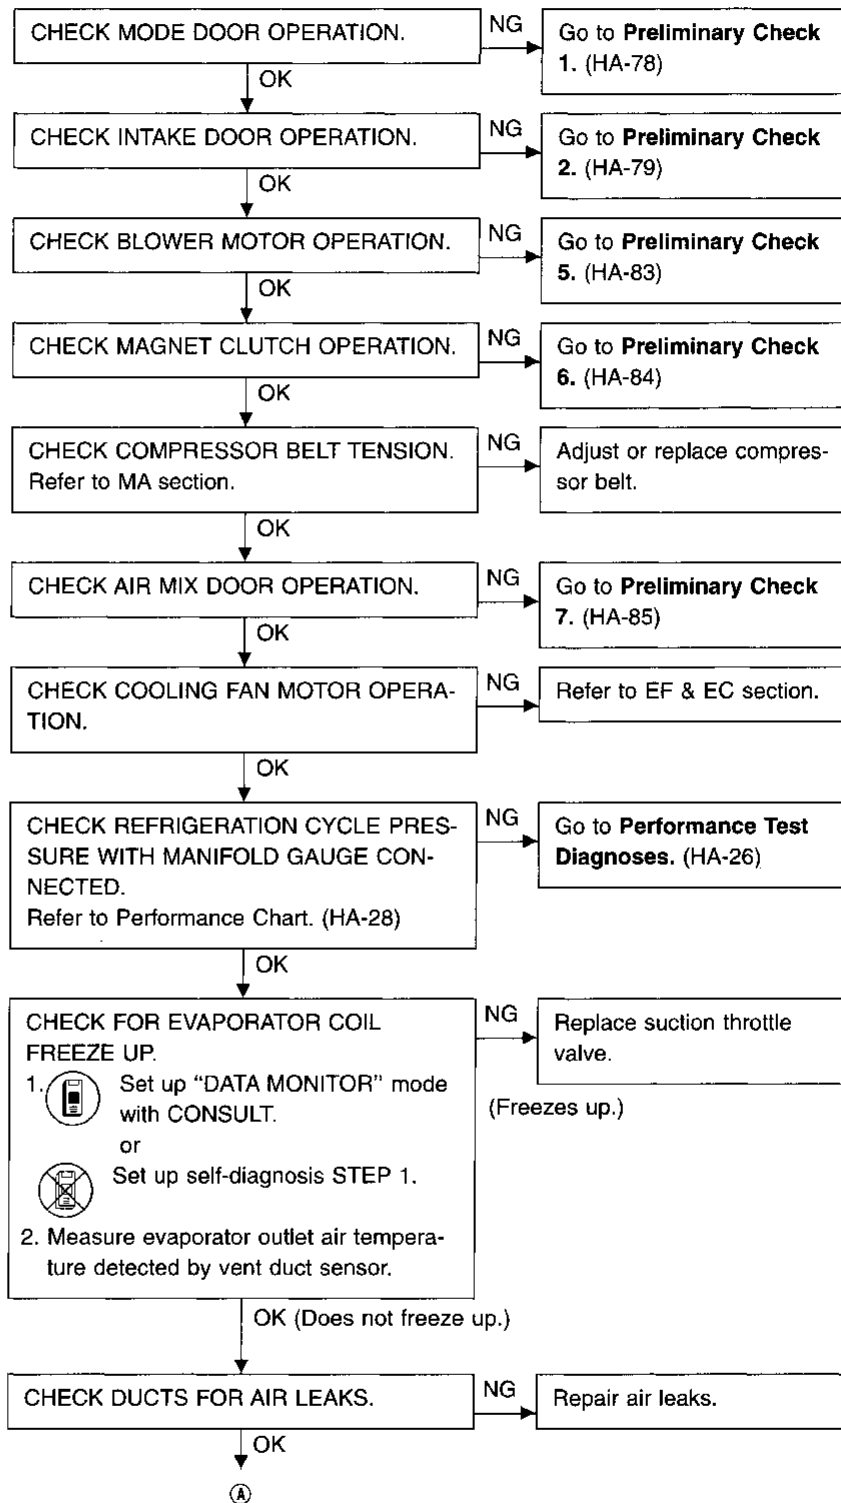 CHECK MODE DOOR OPERATION.
NG
Go to Preliminary Check
1. (HA-78)
OK
CHECK INTAKE DOOR OPERATION.
NG
Go to Preliminary Check
2. (HA-79)
OK
CHECK BLOWER MOTOR OPERATION.
NG
Go to Preliminary Check
5. (HA-83)
OK
CHECK MAGNET CLUTCH OPERATION.
NG
Go to Preliminary Check
6. (HA-84)
OK
CHECK COMPRESSOR BELT TENSION.
Refer to MA section.
NG
Adjust or replace compres-
sor belt.
OK
CHECK AIR MIX DOOR OPERATION.
NG
Go to Preliminary Check
7. (HA-85)
OK
CHECK COOLING FAN MOTOR OPERA-
TION.
NG
Refer to EF & EC section.
OK
CHECK REFRIGERATION CYCLE PRES-
SURE WITH MANIFOLD GAUGE CON-
NECTED.
Refer to Performance Chart. (HA-28)
NG
Go to Performance Test
Diagnoses. (HA-26)
OK
CHECK FOR EVAPORATOR COIL
FREEZE UP.
1. Set up “DATA MONITOR” mode
with CONSULT.
or
Set up self-diagnosis STEP 1.
2. Measure evaporator outlet air tempera-
ture detected by vent duct sensor.
NG
Replace suction throttle
valve.
(Freezes up.)
OK (Does not freeze up.)
CHECK DUCTS FOR AIR LEAKS.
NG
Repair air leaks.
OK
Ⓐ